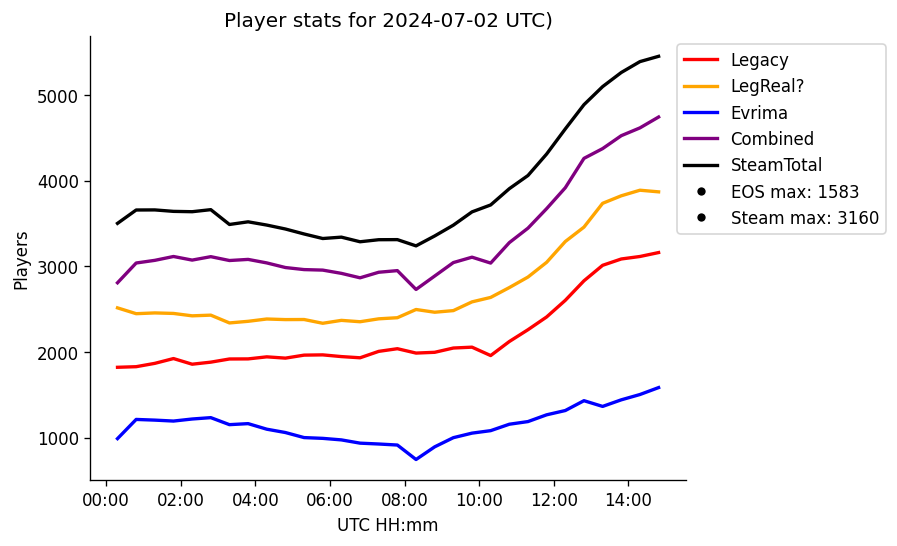 Player stats for 2024-07-02 UTC)
Legacy
LegReal?
Evrima
Combined
SteamTotal
EOS max: 1583
Steam max: 3160
Players
5000
4000
3000
2000
1000
00:00 02:00 04:00 06:00 08:00 10:00 12:00 14:00
UTC HH:mm